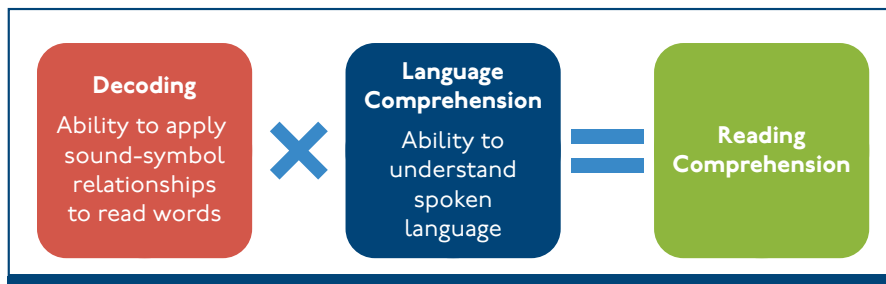 Decoding
Ability to apply
sound-symbol
relationships
to read words
Language
Comprehension
Ability to
understand
spoken
language
Reading
Comprehension